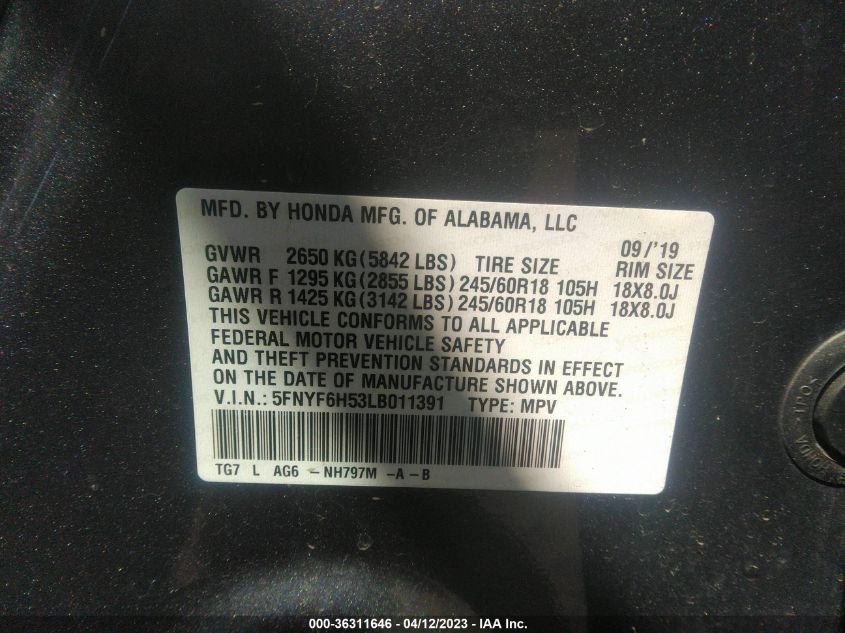 MFD. BY HONDA MFG. OF ALABAMA, LLC
09/'19
GVWR 2650 KG (5842 LBS) TIRE SIZE RIM SIZE
GAWR F 1295 KG (2855 LBS) 245/60R18 105H 18X8.0J
GAWR R 1425 KG (3142 LBS) 245/60R18 105H 18X8.0J
THIS VEHICLE CONFORMS TO ALL APPLICABLE
FEDERAL MOTOR VEHICLE SAFETY
AND THEFT PREVENTION STANDARDS IN EFFECT
ON THE DATE OF MANUFACTURE SHOWN ABOVE.
V.I.N.: 5FNYF6H53LB011391 TYPE: MPV
TG7 L AG6 - NH797M -A - B
000-36311646 - 04/12/2023 - IAA Inc.